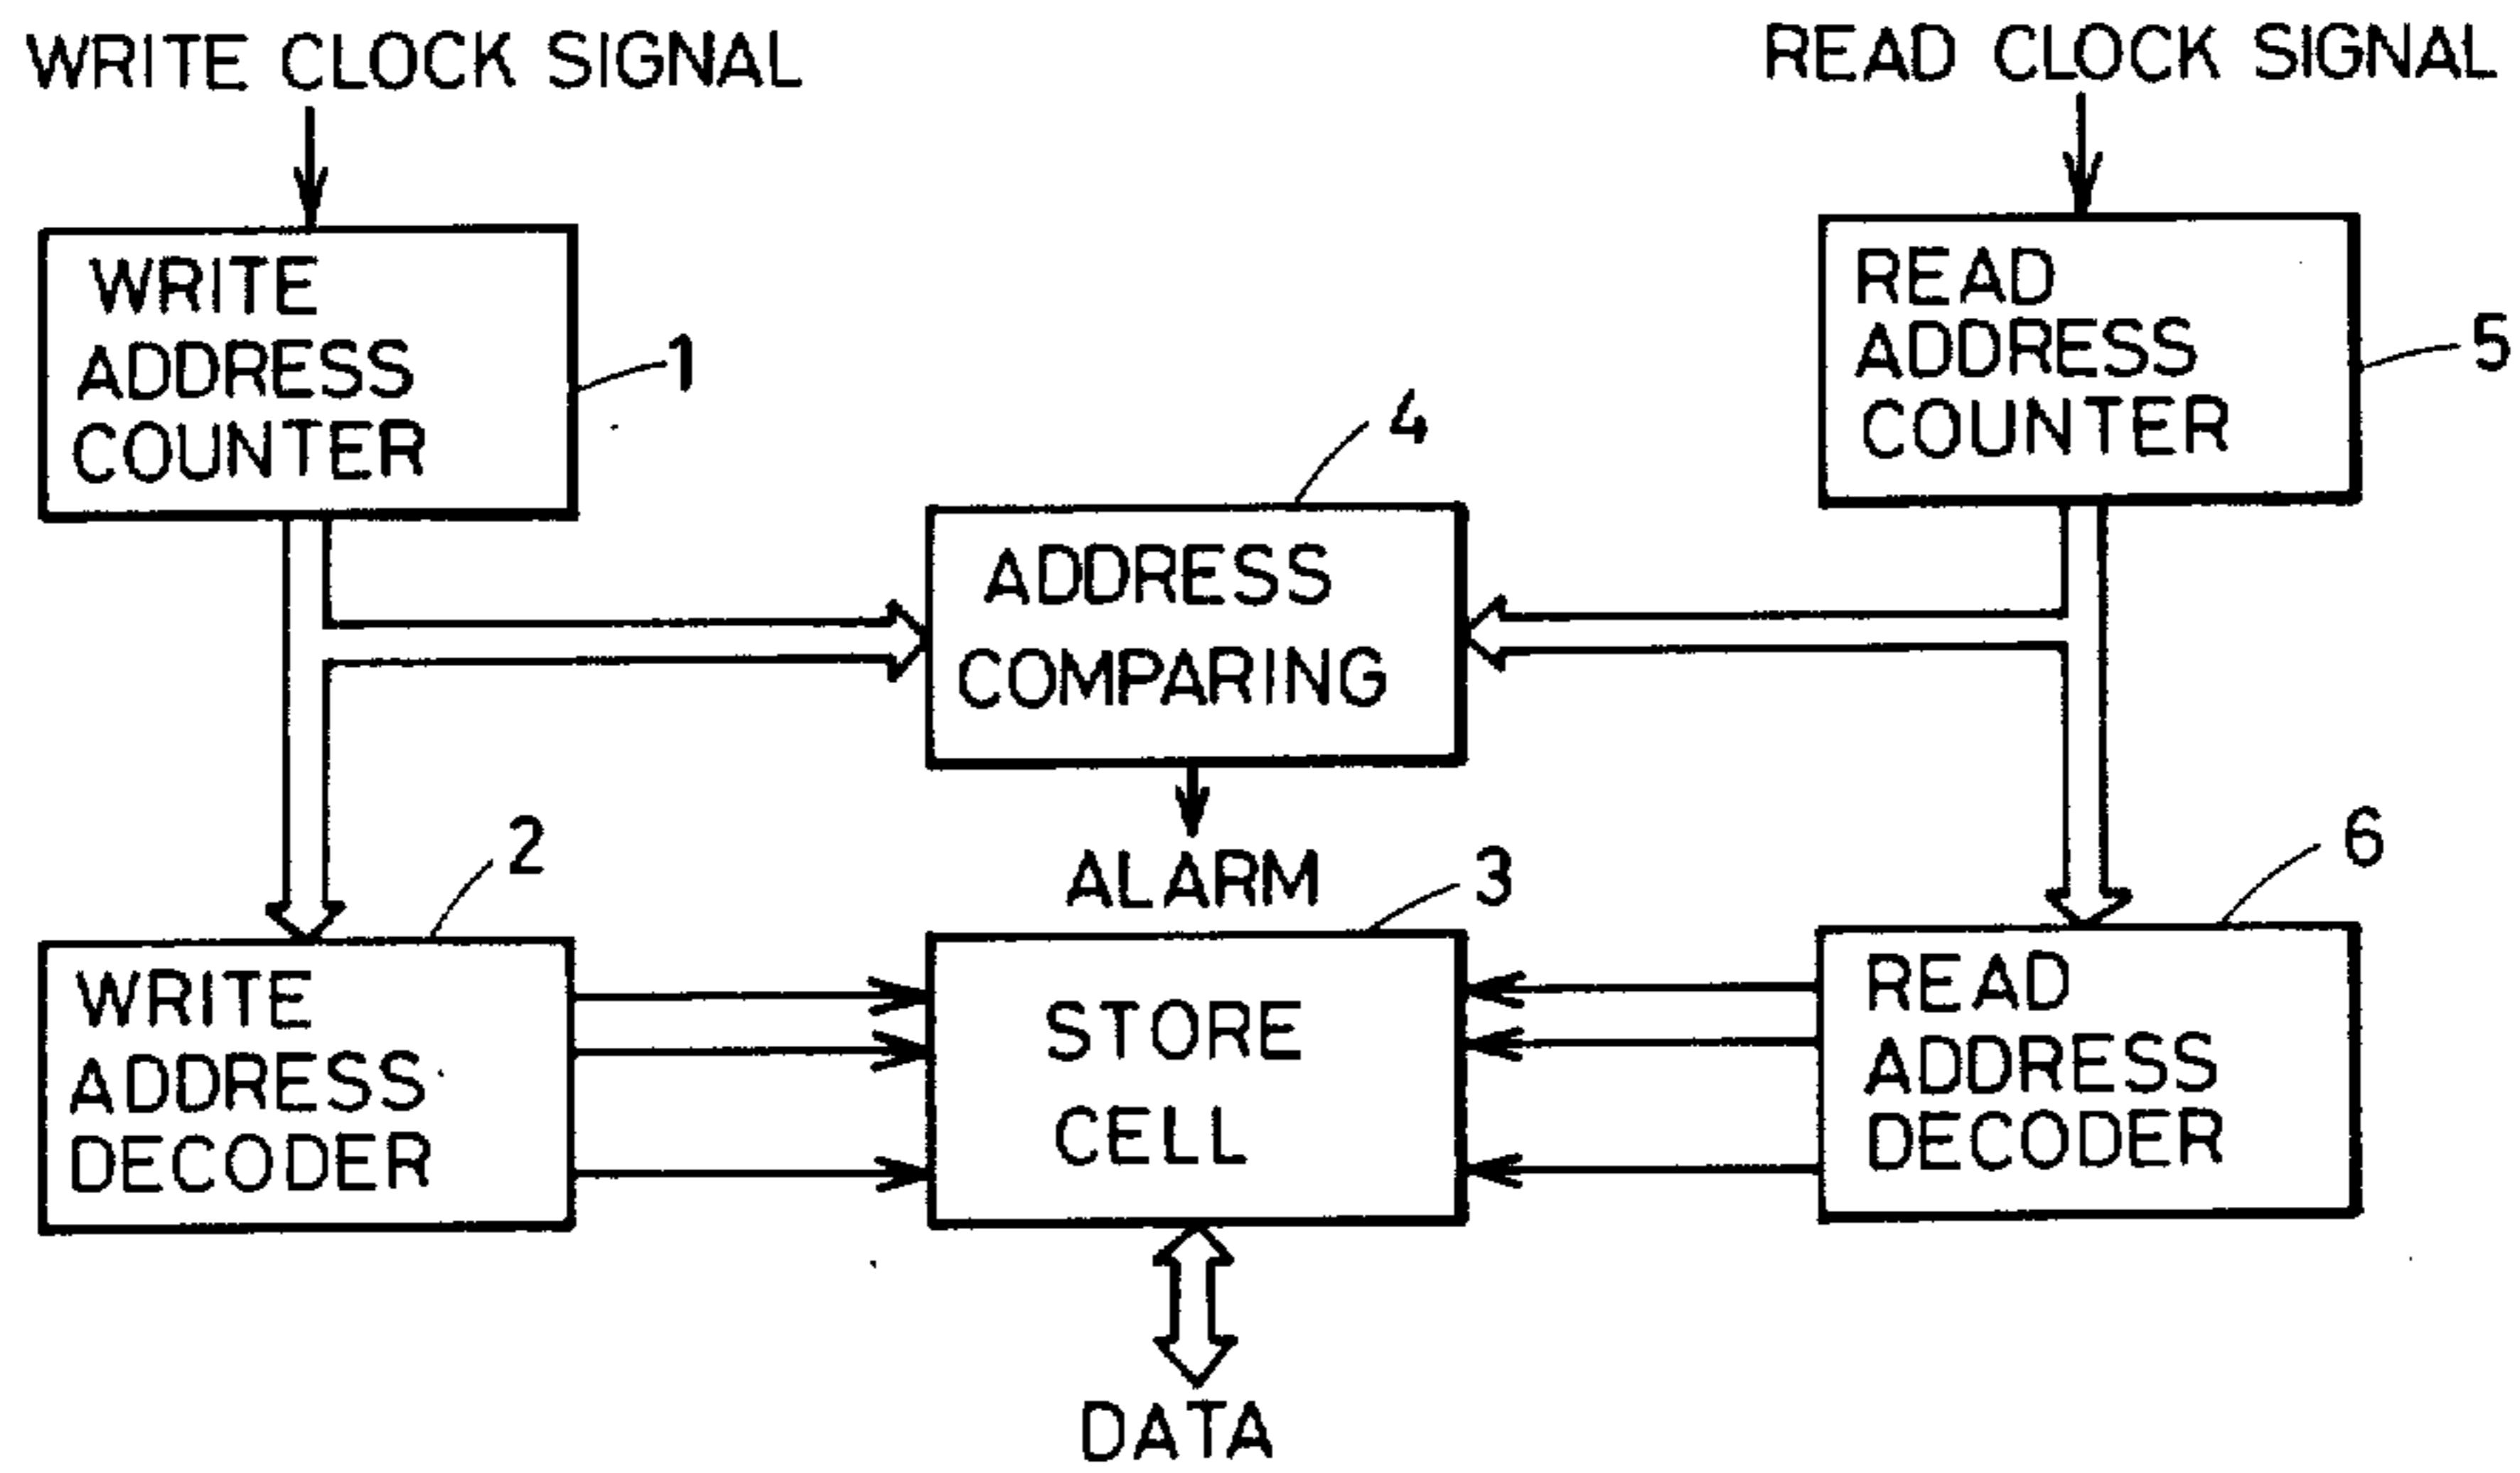 WRITE CLOCK SIGNAL
READ CLOCK SIGNAL
WRITE
ADDRESS
COUNTER
1
READ
ADDRESS
COUNTER
5
4
ADDRESS
COMPARING
ALARM
2
WRITE
ADDRESS
DECODER
3
STORE
CELL
6
READ
ADDRESS
DECODER
DATA